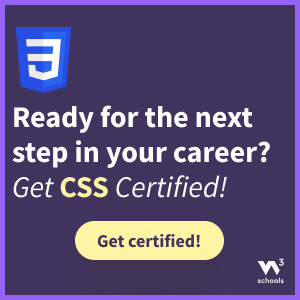 3
Ready for the next
step in your career?
Get CSS Certified!
Get certified!
w3
schools